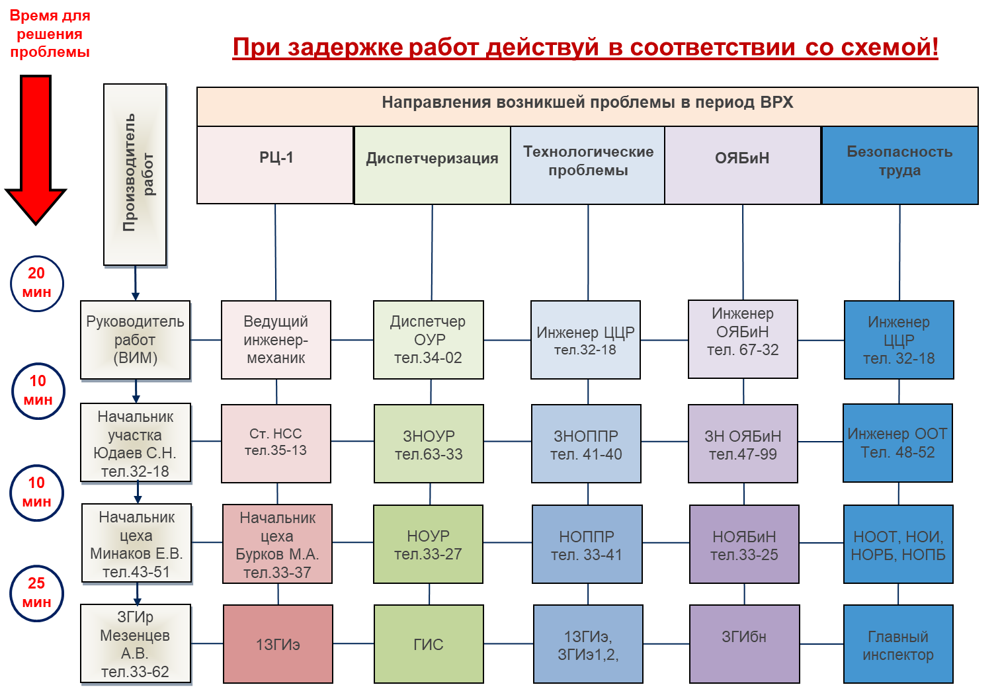 Время для
решения
проблемы
При задержке работ действуй в соответствии со схемой!
Производитель
работ
Направления возникшей проблемы в период ВРХ
РЦ-1
Диспетчеризация
Технологические
проблемы
ОЯБиН
Безопасность
труда
20
мин
Руководитель
работ
(ВИМ)
Ведущий
инженер-
механик
Диспетчер
ОУР
тел.34-02
Инженер ЦЦР
тел.32-18
Инженер
ОЯБиН
тел. 67-32
Инженер
ЦЦР
тел. 32-18
10
мин
Начальник
участка
Юдаев С.Н.
тел.32-18
Ст. НСС
тел.35-13
ЗНОУР
тел.63-33
ЗНОППР
тел. 41-40
ЗН ОЯБиН
тел.47-99
Инженер ООТ
Тел. 48-52
10
мин
Начальник
цеха
Минаков Е.В.
тел.43-51
Начальник
цеха
Бурков М.А.
тел.33-37
НОУР
тел.33-27
НОППР
тел. 33-41
НОЯБиН
тел.33-25
НООТ, НОИ,
НОРБ, НОПБ
25
мин
ЗГИр
Мезенцев
А.В.
тел.33-62
1ЗГИэ
ГИС
1ЗГИэ,
ЗГИэ1,2,
ЗГИбн
Главный
инспектор